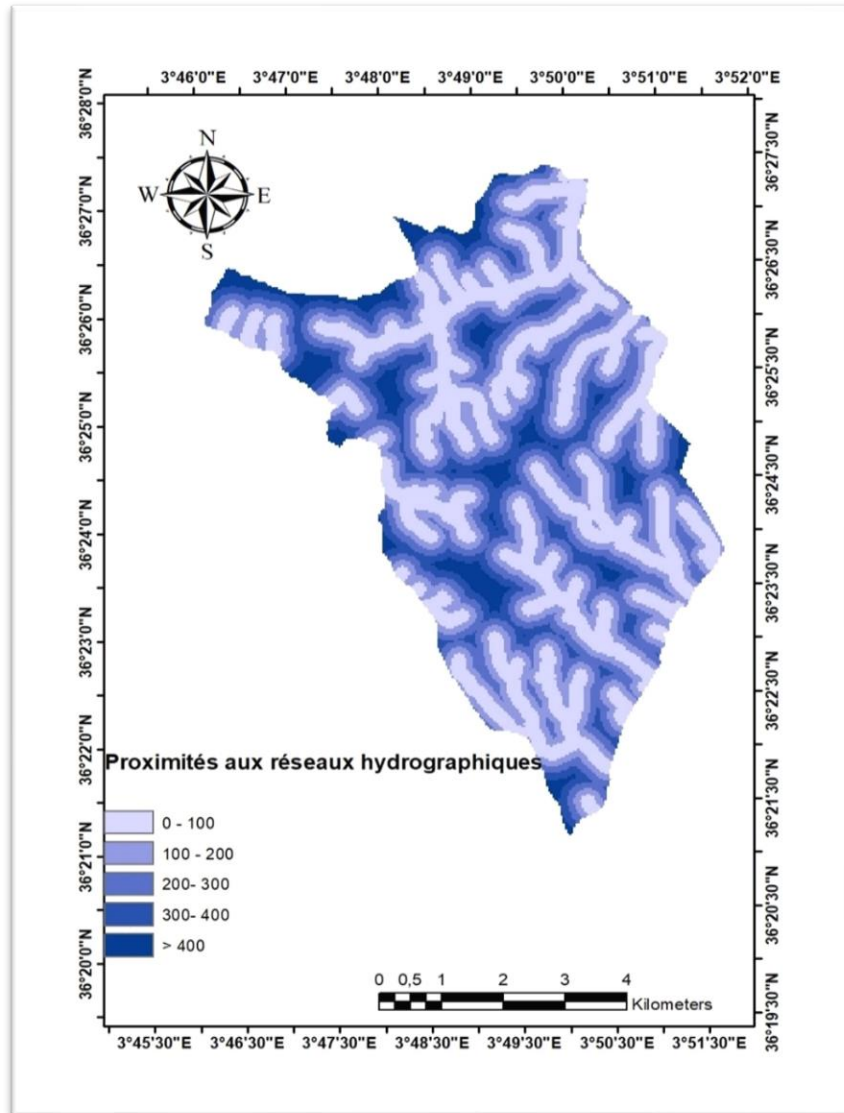 3°46'0"E 3°47'0"E 3°48'0"E 3°49'0"E 3°50'0"E 3°51'0"E 3°52'0"E
36°28'0"N
36°27'0"N
36°26'0"N
36°25'0"N
36°24'0"N
36°23'0"N
36°22'0"N
36°21'0"N
36°20'0"N
N
W E
S
36°27'30"N
36°26'30"N
36°25'30"N
36°24'30"N
36°23'30"N
36°22'30"N
36°21'30"N
36°20'30"N
36°19'30"N
Proximités aux réseaux hydrographiques
0 - 100
100 - 200
200- 300
300- 400
> 400
0 0,5 1 2 3 4
Kilometers
3°45'30"E 3°46'30"E 3°47'30"E 3°48'30"E 3°49'30"E 3°50'30"E 3°51'30"E